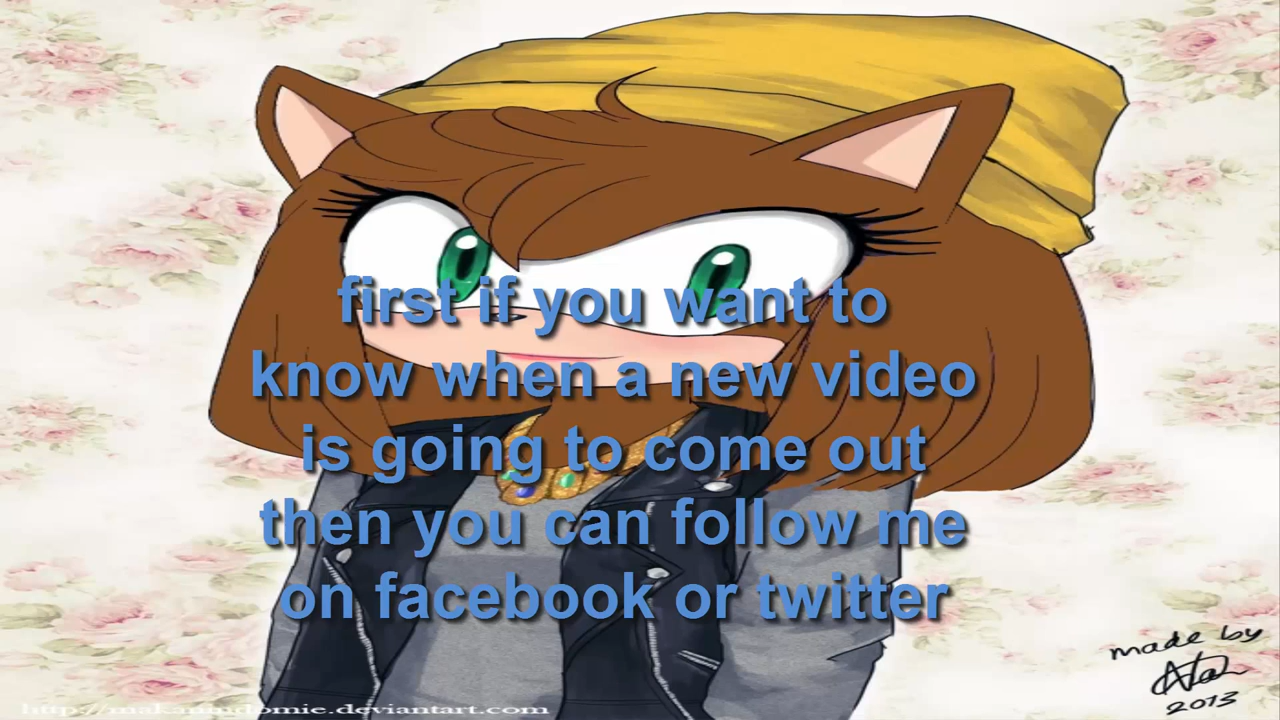 first if you want to
know when a new video
is going to come out
then you can follow me
on facebook or twitter
made by
2013